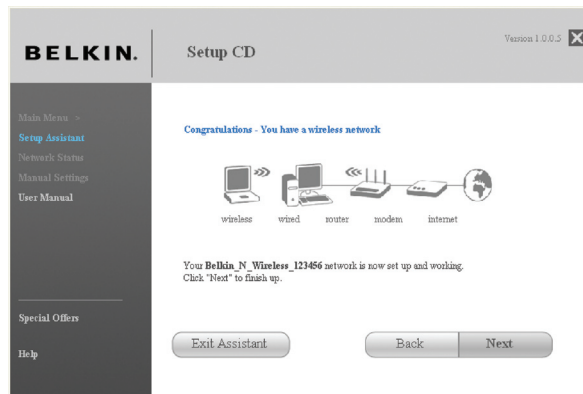 BELKIN.
Setup CD
Version 1.0.0.5
Main Menu >
Setup Assistant
Network Status
Manual Settings
User Manual
Special Offers
Help
Congratulations - You have a wireless network
wireless wired router modem internet
Your Belkin_N_Wireless_123456 network is now set up and working.
Click "Next" to finish up.
Exit Assistant
Back
Next